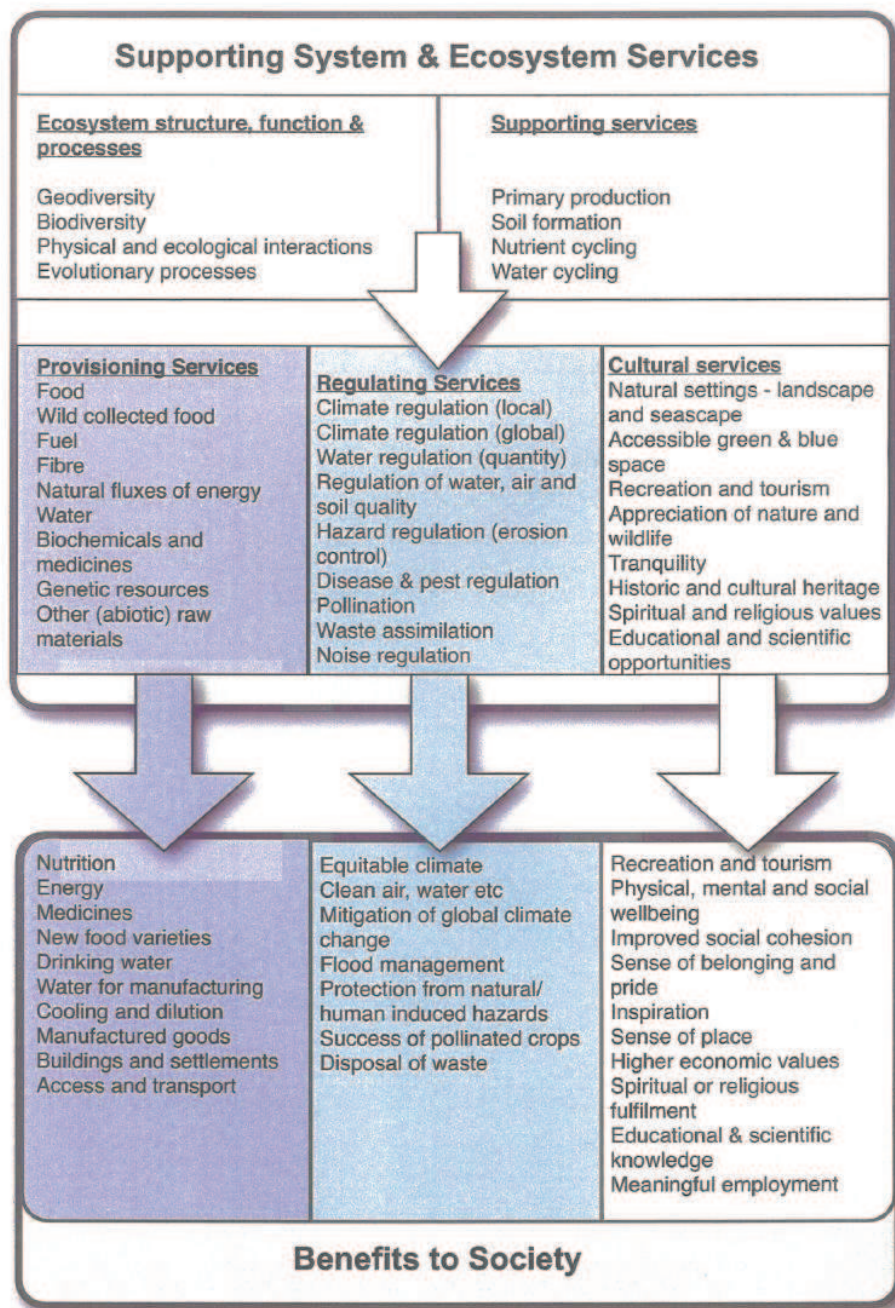 Supporting System & Ecosystem Services
Ecosystem structure, function &
processes
Geodiversity
Biodiversity
Physical and ecological interactions
Evolutionary processes
Supporting services
Primary production
Soil formation
Nutrient cycling
Water cycling
Provisioning Services
Food
Wild collected food
Fuel
Fibre
Natural fluxes of energy
Water
Biochemicals and
medicines
Genetic resources
Other (abiotic) raw
materials
Regulating Services
Climate regulation (local)
Climate regulation (global)
Water regulation (quantity)
Regulation of water, air and
soil quality
Hazard regulation (erosion
control)
Disease & pest regulation
Pollination
Waste assimilation
Noise regulation
Cultural services
Natural settings - landscape
and seascape
Accessible green & blue
space
Recreation and tourism
Appreciation of nature and
wildlife
Tranquility
Historic and cultural heritage
Spiritual and religious values
Educational and scientific
opportunities
Nutrition
Energy
Medicines
New food varieties
Drinking water
Water for manufacturing
Cooling and dilution
Manufactured goods
Buildings and settlements
Access and transport
Equitable climate
Clean air, water etc
Mitigation of global climate
change
Flood management
Protection from natural/
human induced hazards
Success of pollinated crops
Disposal of waste
Recreation and tourism
Physical, mental and social
wellbeing
Improved social cohesion
Sense of belonging and
pride
Inspiration
Sense of place
Higher economic values
Spiritual or religious
fulfilment
Educational & scientific
knowledge
Meaningful employment
Benefits to Society